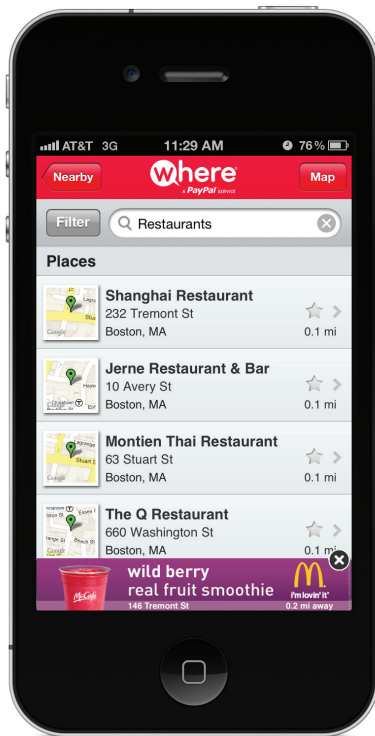 AT&T 3G 11:29 AM 76%
Nearby
where
A PayPal SERVICE
Map
Filter
Restaurants
Places
Shanghai Restaurant
232 Tremont St
Boston, MA
0.1 mi
Jerne Restaurant & Bar
10 Avery St
Boston, MA
0.1 mi
Montien Thai Restaurant
63 Stuart St
Boston, MA
0.1 mi
The Q Restaurant
660 Washington St
Boston, MA
0.1 mi
wild berry
real fruit smoothie
McCafé
146 Tremont St
i'm lovin' it
0.2 mi away